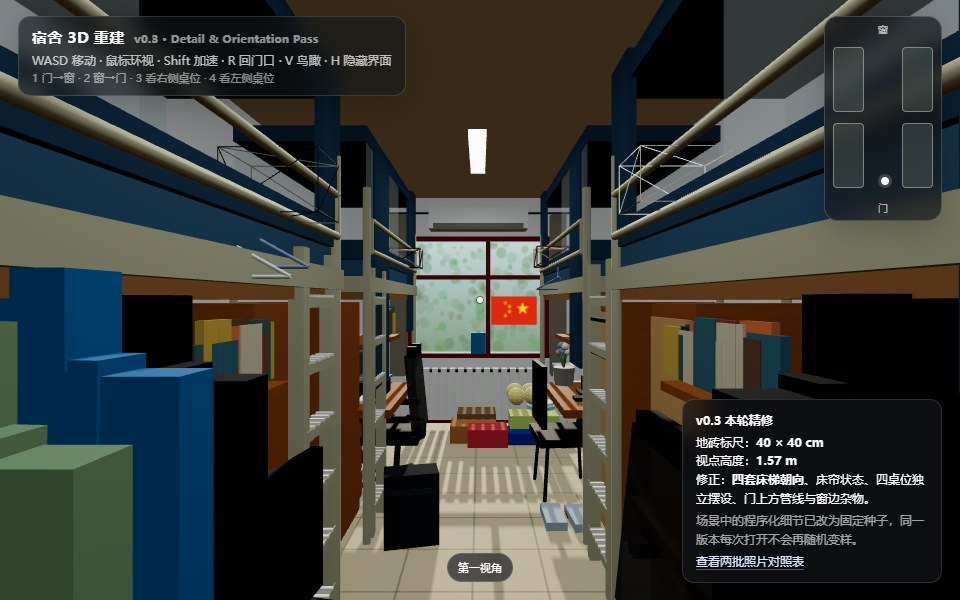 宿舍 3D 重建 v0.3 • Detail & Orientation Pass
WASD 移动 · 鼠标环视 · Shift 加速 · R 回门口 · V 鸟瞰 · H 隐藏界面
1 门→窗 · 2 窗→门 · 3 看右侧桌位 · 4 看左侧桌位
窗
门
v0.3 本轮精修
地砖标尺：40 × 40 cm
视点高度：1.57 m
修正：四套床梯朝向、床帘状态、四桌位独
立摆设、门上方管线与窗边杂物。
场景中的程序化细节已改为固定种子，同一
版本每次打开不会再随机变样。
查看两批照片对照表
第一视角